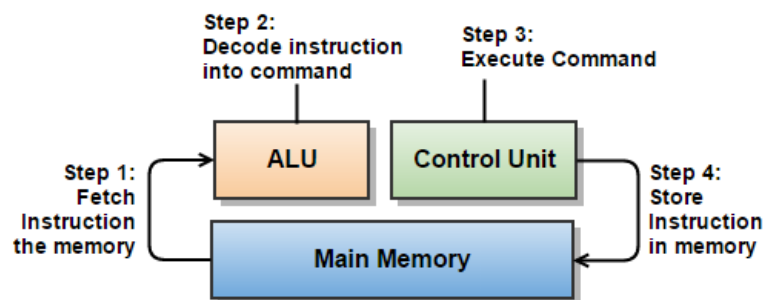 Step 2:
Decode instruction
into command
Step 3:
Execute Command
ALU
Control Unit
Step 1:
Fetch
Instruction
the memory
Step 4:
Store
Instruction
in memory
Main Memory